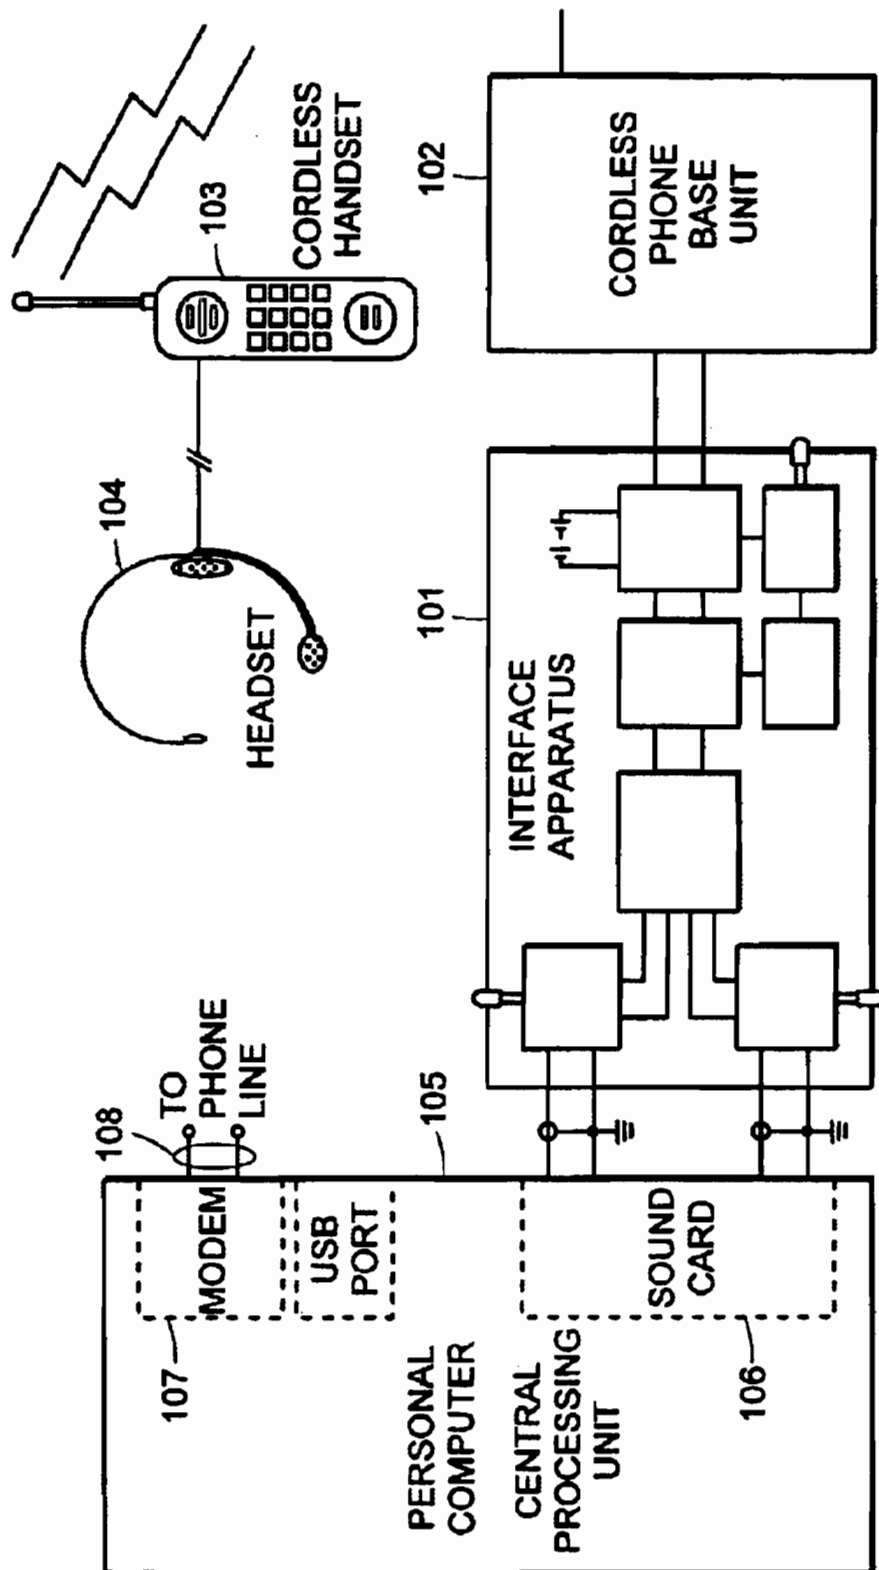 108
TO
PHONE
LINE
107
MODEM
USB
PORT
PERSONAL
COMPUTER
105
CENTRAL
PROCESSING
UNIT
SOUND
CARD
106
104
HEADSET
103
CORDLESS
HANDSET
101
INTERFACE
APPARATUS
102
CORDLESS
PHONE
BASE
UNIT